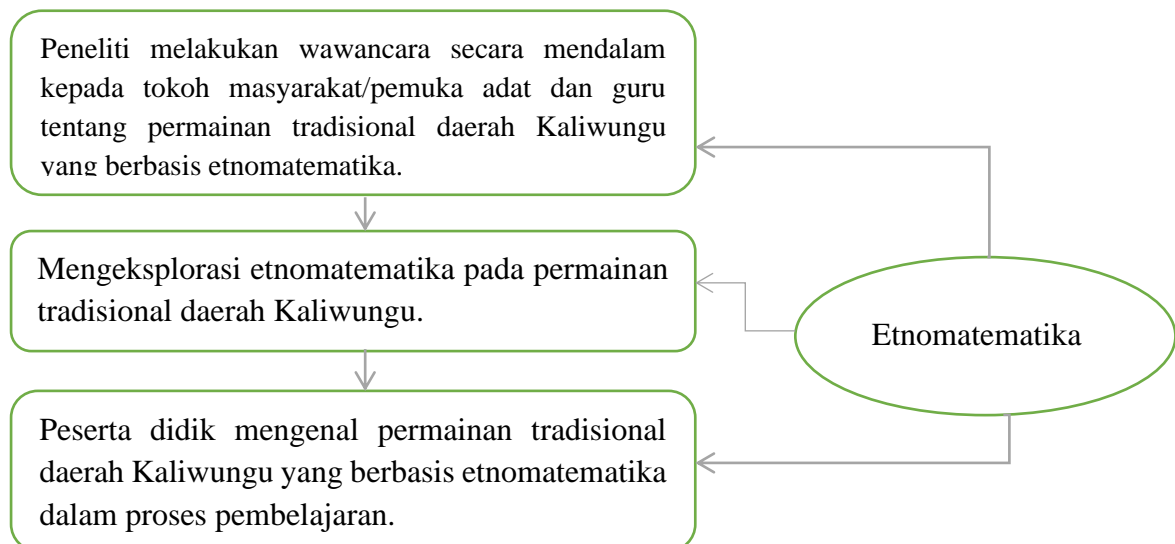 Peneliti melakukan wawancara secara mendalam
kepada tokoh masyarakat/pemuka adat dan guru
tentang permainan tradisional daerah Kaliwungu
yang berbasis etnomatematika.
Mengeksplorasi etnomatematika pada permainan
tradisional daerah Kaliwungu.
Etnomatematika
Peserta didik mengenal permainan tradisional
daerah Kaliwungu yang berbasis etnomatematika
dalam proses pembelajaran.